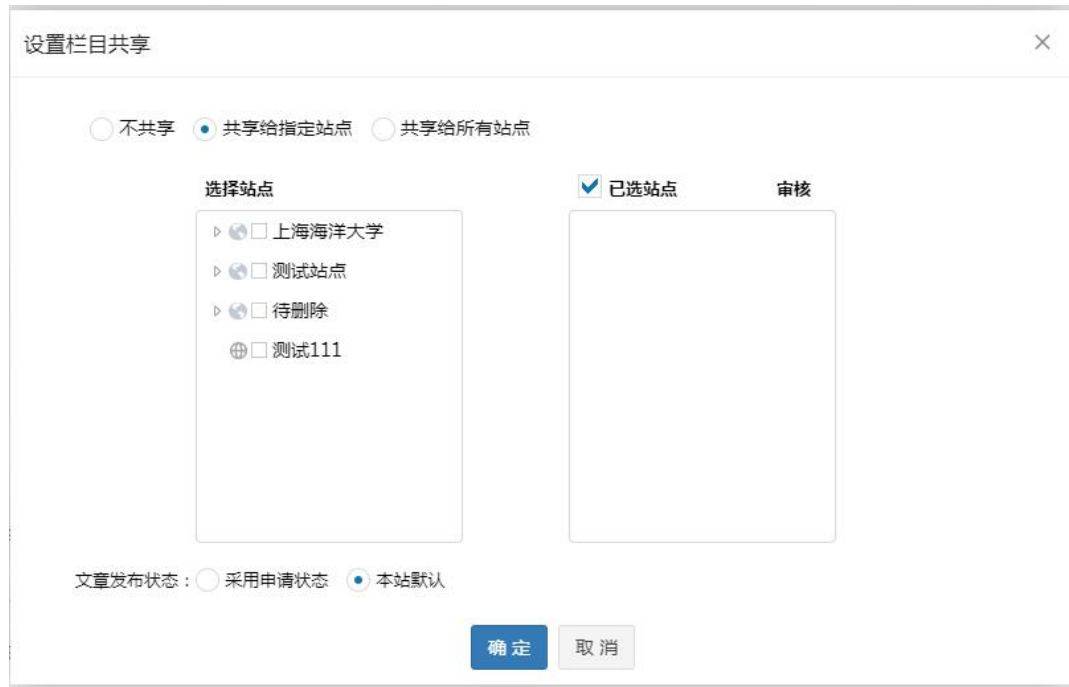 设置栏目共享
不共享 共享给指定站点 共享给所有站点
选择站点 已选站点 审核
上海海洋大学
测试站点
待删除
测试111
文章发布状态：采用申请状态 本站默认
确定 取消